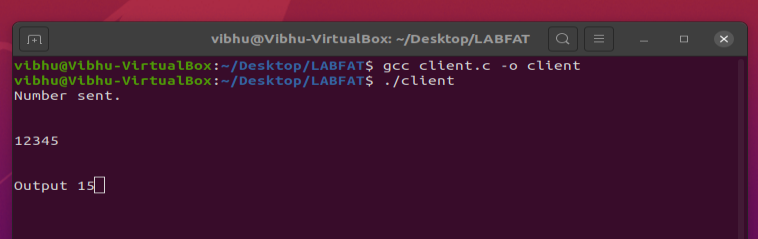 vibhu@Vibhu-VirtualBox: ~/Desktop/LABFAT
vibhu@Vibhu-VirtualBox:~/Desktop/LABFAT$ gcc client.c -o client
vibhu@Vibhu-VirtualBox:~/Desktop/LABFAT$ ./client
Number sent.
12345
Output 15